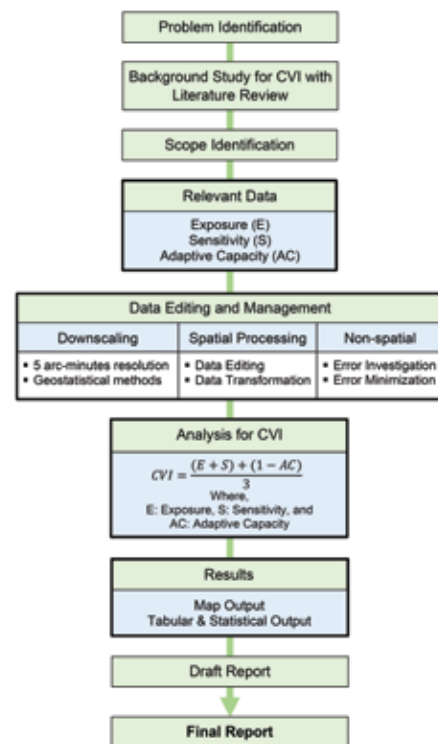 Problem Identification
Background Study for CVI with
Literature Review
Scope Identification
Relevant Data
Exposure (E)
Sensitivity (S)
Adaptive Capacity (AC)
Data Editing and Management
Downscaling
▪ 5 arc-minutes resolution
▪ Geostatistical methods
Spatial Processing
▪ Data Editing
▪ Data Transformation
Non-spatial
▪ Error Investigation
▪ Error Minimization
Analysis for CVI
CVI = (E + S) + (1 − AC) / 3
Where,
E: Exposure, S: Sensitivity, and
AC: Adaptive Capacity
Results
Map Output
Tabular & Statistical Output
Draft Report
Final Report